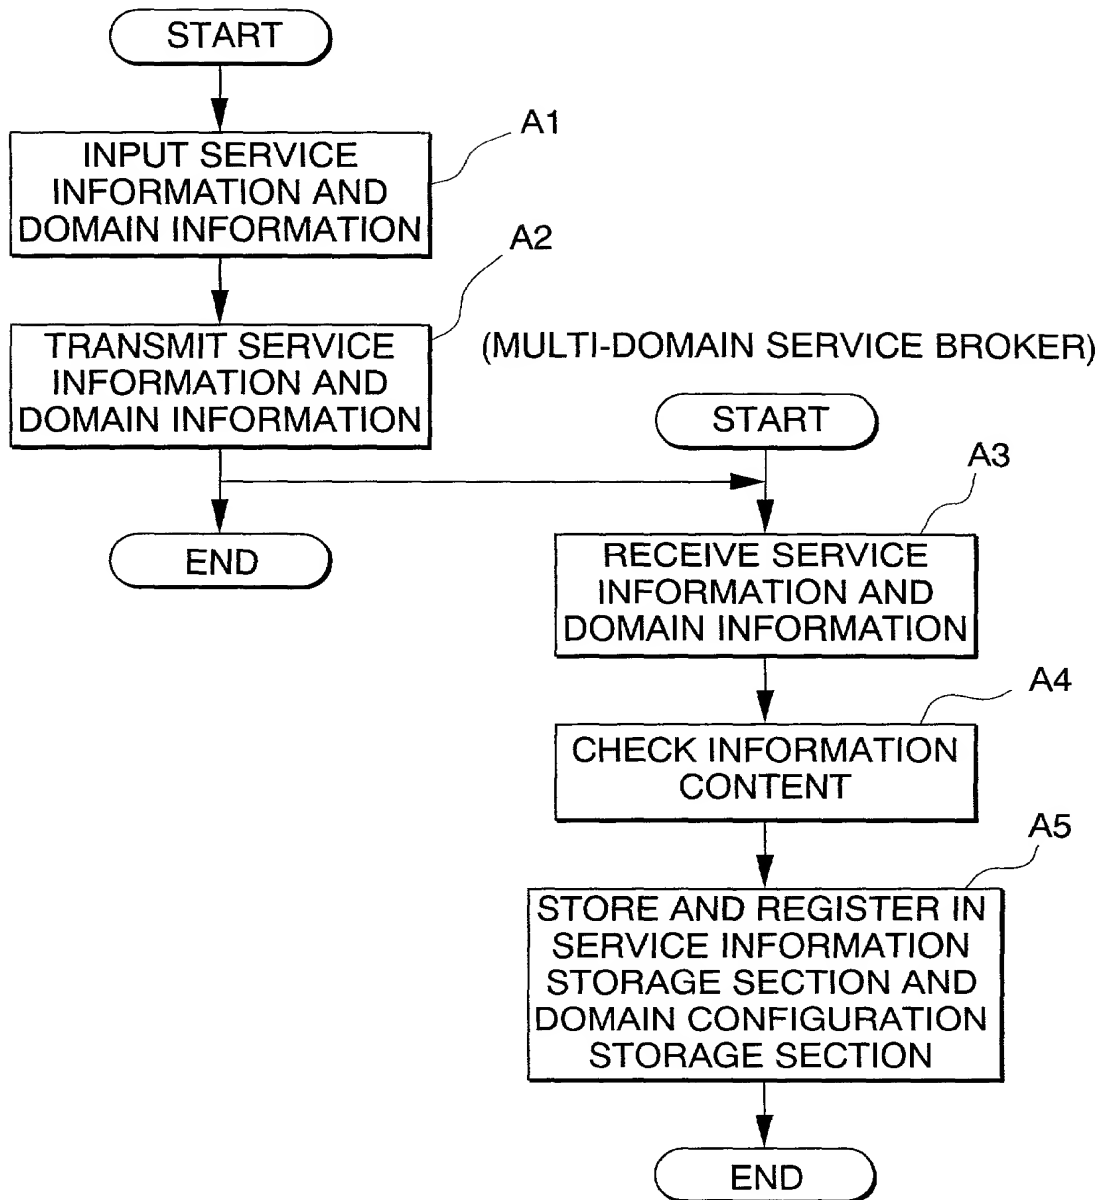 START
A1
INPUT SERVICE
INFORMATION AND
DOMAIN INFORMATION
A2
TRANSMIT SERVICE
INFORMATION AND
DOMAIN INFORMATION
END
(MULTI-DOMAIN SERVICE BROKER)
START
A3
RECEIVE SERVICE
INFORMATION AND
DOMAIN INFORMATION
A4
CHECK INFORMATION
CONTENT
A5
STORE AND REGISTER IN
SERVICE INFORMATION
STORAGE SECTION AND
DOMAIN CONFIGURATION
STORAGE SECTION
END